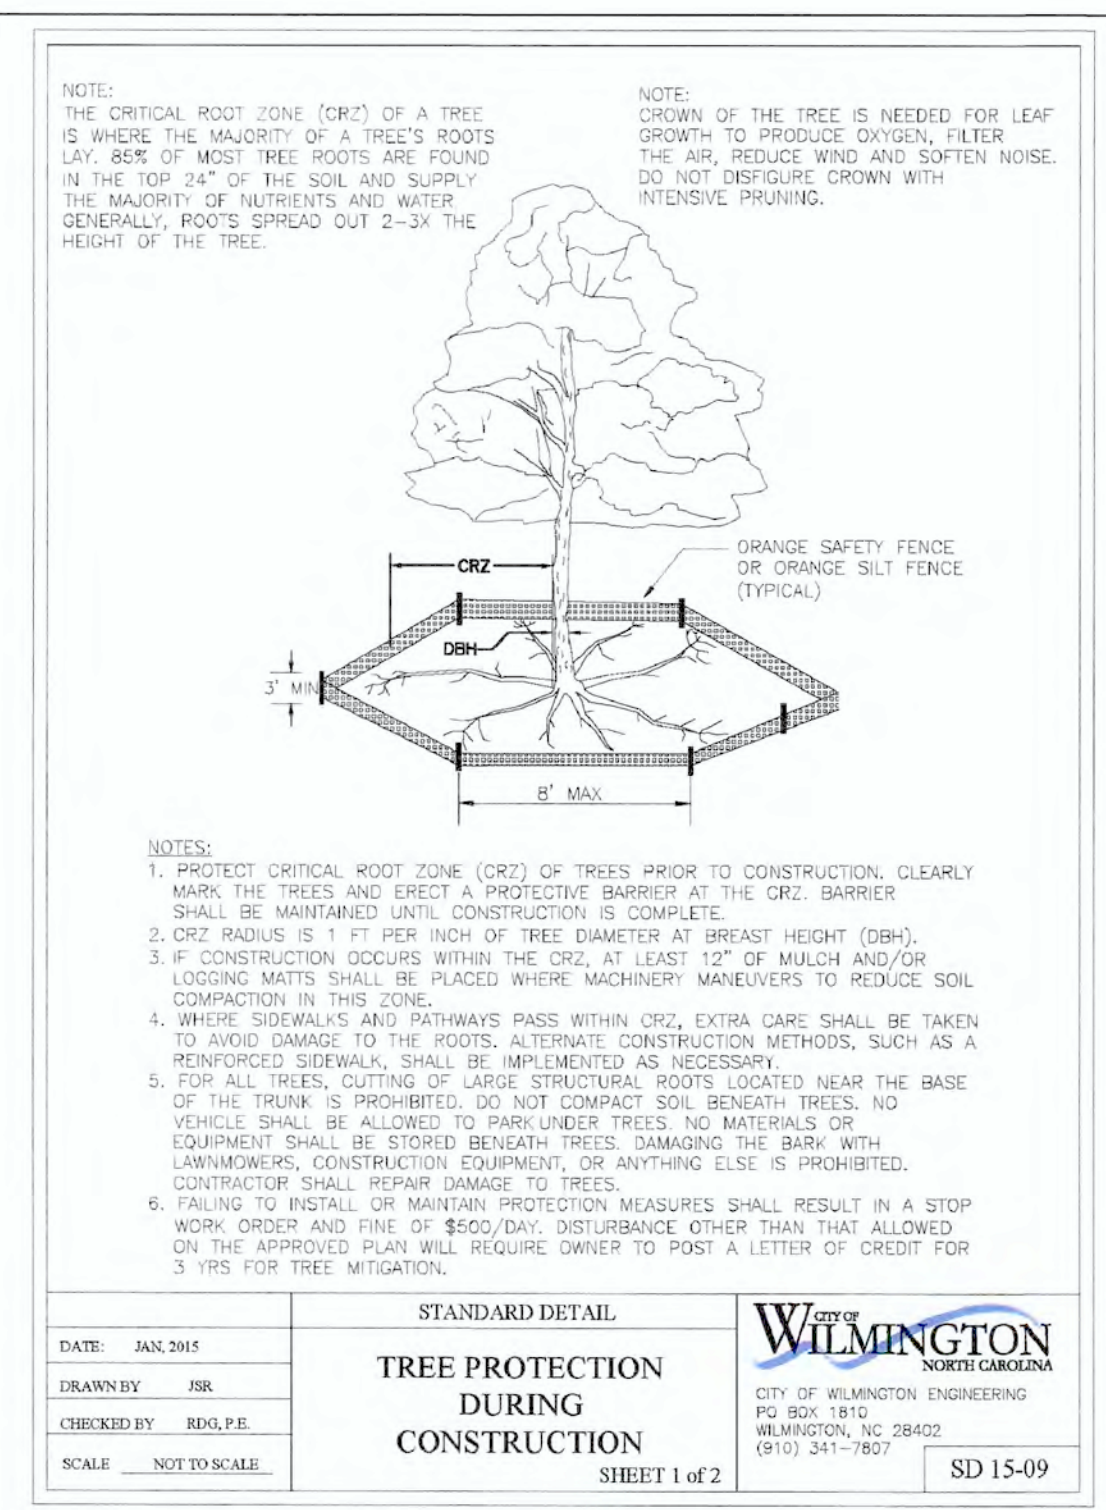 NOTE:
THE CRITICAL ROOT ZONE (CRZ) OF A TREE
IS WHERE THE MAJORITY OF A TREE'S ROOTS
LAY. 85% OF MOST TREE ROOTS ARE FOUND
IN THE TOP 24" OF THE SOIL AND SUPPLY
THE MAJORITY OF NUTRIENTS AND WATER
GENERALLY, ROOTS SPREAD OUT 2-3X THE
HEIGHT OF THE TREE.
NOTE:
CROWN OF THE TREE IS NEEDED FOR LEAF
GROWTH TO PRODUCE OXYGEN, FILTER
THE AIR, REDUCE WIND AND SOFTEN NOISE.
DO NOT DISFIGURE CROWN WITH
INTENSIVE PRUNING.
ORANGE SAFETY FENCE
OR ORANGE SILT FENCE
(TYPICAL)
CRZ
DBH
3' MIN
8' MAX
NOTES:
1. PROTECT CRITICAL ROOT ZONE (CRZ) OF TREES PRIOR TO CONSTRUCTION. CLEARLY
MARK THE TREES AND ERECT A PROTECTIVE BARRIER AT THE CRZ. BARRIER
SHALL BE MAINTAINED UNTIL CONSTRUCTION IS COMPLETE.
2. CRZ RADIUS IS 1 FT PER INCH OF TREE DIAMETER AT BREAST HEIGHT (DBH).
3. IF CONSTRUCTION OCCURS WITHIN THE CRZ, AT LEAST 12" OF MULCH AND/OR
LOGGING MATTS SHALL BE PLACED WHERE MACHINERY MANEUVERS TO REDUCE SOIL
COMPACTION IN THIS ZONE.
4. WHERE SIDEWALKS AND PATHWAYS PASS WITHIN CRZ, EXTRA CARE SHALL BE TAKEN
TO AVOID DAMAGE TO THE ROOTS. ALTERNATE CONSTRUCTION METHODS, SUCH AS A
REINFORCED SIDEWALK, SHALL BE IMPLEMENTED AS NECESSARY.
5. FOR ALL TREES, CUTTING OF LARGE STRUCTURAL ROOTS LOCATED NEAR THE BASE
OF THE TRUNK IS PROHIBITED. DO NOT COMPACT SOIL BENEATH TREES. NO
VEHICLE SHALL BE ALLOWED TO PARK UNDER TREES. NO MATERIALS OR
EQUIPMENT SHALL BE STORED BENEATH TREES. DAMAGING THE BARK WITH
LAWNMOWERS, CONSTRUCTION EQUIPMENT, OR ANYTHING ELSE IS PROHIBITED.
CONTRACTOR SHALL REPAIR DAMAGE TO TREES.
6. FAILING TO INSTALL OR MAINTAIN PROTECTION MEASURES SHALL RESULT IN A STOP
WORK ORDER AND FINE OF $500/DAY. DISTURBANCE OTHER THAN THAT ALLOWED
ON THE APPROVED PLAN WILL REQUIRE OWNER TO POST A LETTER OF CREDIT FOR
3 YRS FOR TREE MITIGATION.
DATE: JAN, 2015
DRAWN BY JSR
CHECKED BY RDG, P.E.
SCALE NOT TO SCALE
STANDARD DETAIL
TREE PROTECTION
DURING
CONSTRUCTION
SHEET 1 of 2
CITY OF
WILMINGTON
NORTH CAROLINA
CITY OF WILMINGTON ENGINEERING
PO BOX 1810
WILMINGTON, NC 28402
(910) 341-7807
SD 15-09